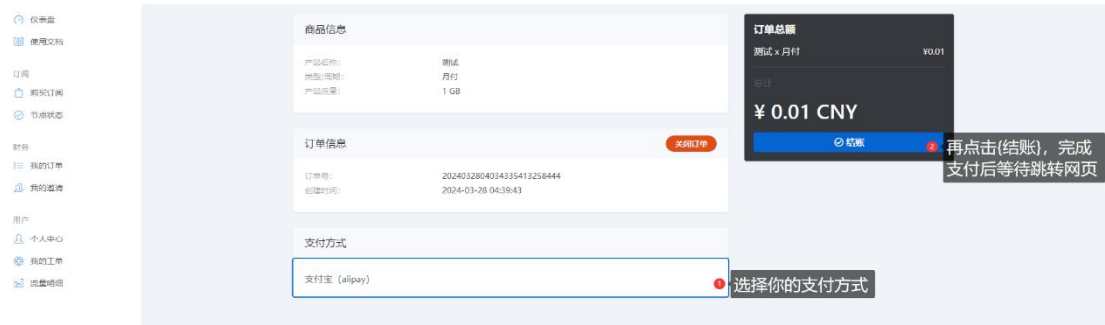 仪表盘
使用文档
订阅
购买订阅
节点状态
财务
我的订单
我的邀请
用户
个人中心
我的工单
流量明细
商品信息
产品名称: 测试
类型/周期: 月付
产品流量: 1 GB
订单信息 关闭订单
订单号: 2024032804034335413258444
创建时间: 2024-03-28 04:39:43
支付方式
支付宝 (alipay)
1 选择你的支付方式
订单总额
测试 x 月付 ¥0.01
总计
¥ 0.01 CNY
结账
2 再点击{结账}，完成
支付后等待跳转网页